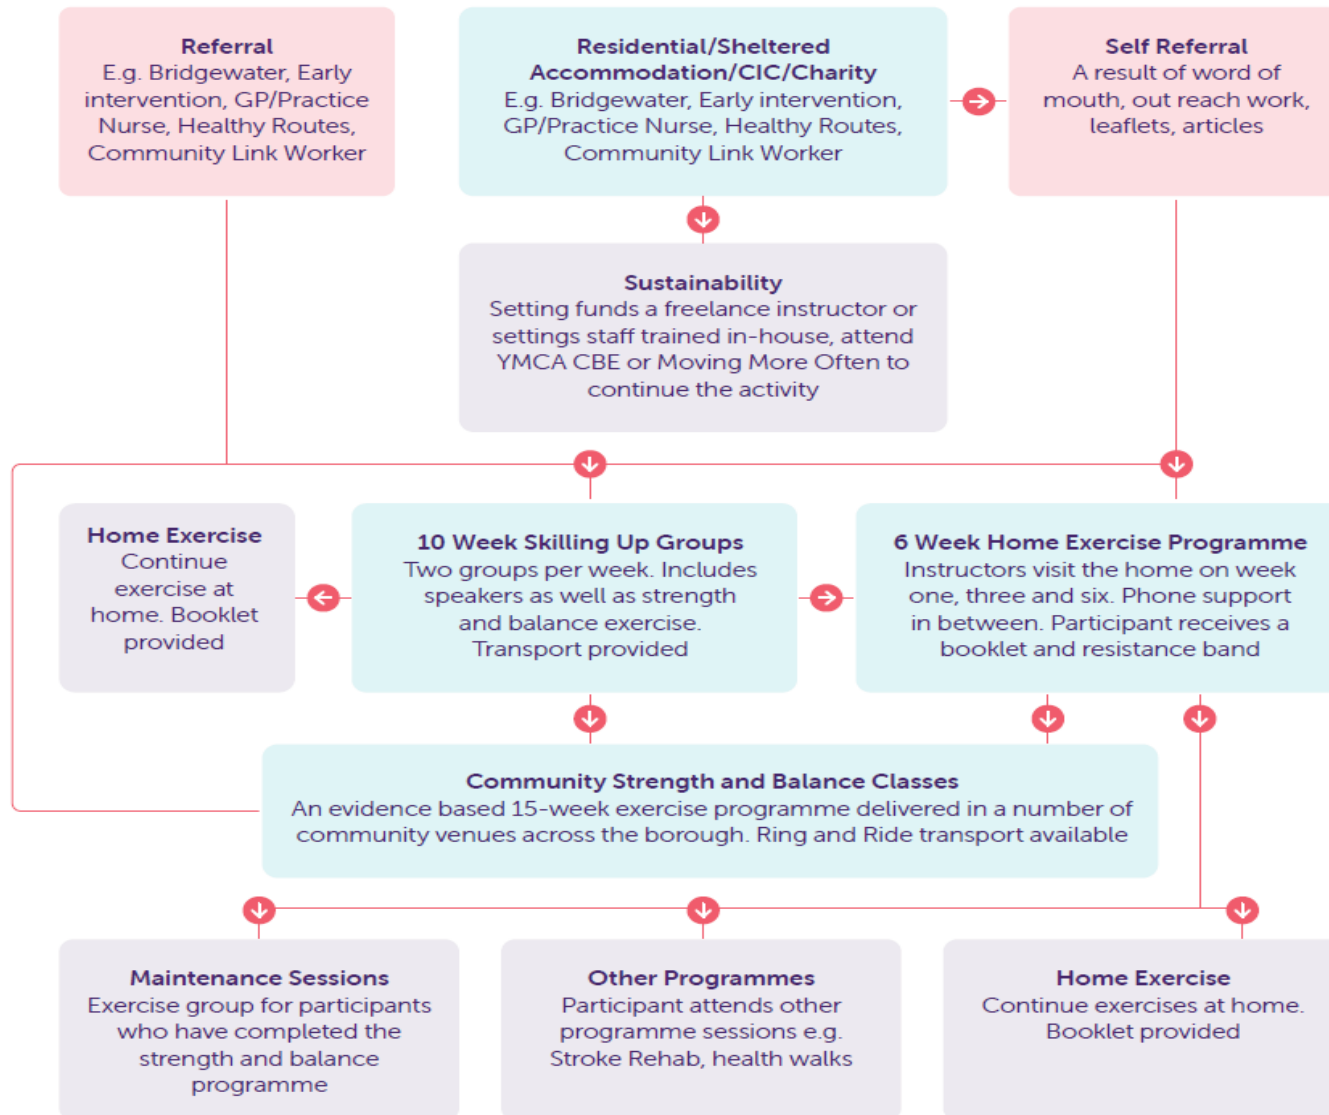 Referral
E.g. Bridgewater, Early
intervention, GP/Practice
Nurse, Healthy Routes,
Community Link Worker
Residential/Sheltered
Accommodation/CIC/Charity
E.g. Bridgewater, Early intervention,
GP/Practice Nurse, Healthy Routes,
Community Link Worker
Self Referral
A result of word of
mouth, out reach work,
leaflets, articles
Sustainability
Setting funds a freelance instructor or
settings staff trained in-house, attend
YMCA CBE or Moving More Often to
continue the activity
Home Exercise
Continue
exercise at
home. Booklet
provided
10 Week Skilling Up Groups
Two groups per week. Includes
speakers as well as strength
and balance exercise.
Transport provided
6 Week Home Exercise Programme
Instructors visit the home on week
one, three and six. Phone support
in between. Participant receives a
booklet and resistance band
Community Strength and Balance Classes
An evidence based 15-week exercise programme delivered in a number of
community venues across the borough. Ring and Ride transport available
Maintenance Sessions
Exercise group for participants
who have completed the
strength and balance
programme
Other Programmes
Participant attends other
programme sessions e.g.
Stroke Rehab, health walks
Home Exercise
Continue exercises at home.
Booklet provided